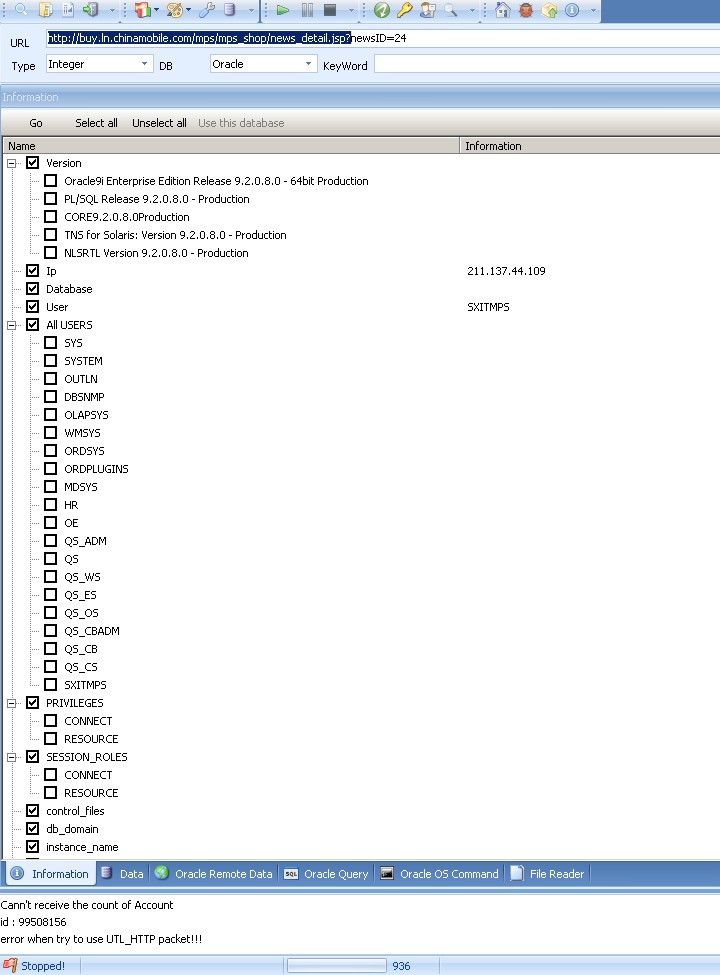 URL http://buy.ln.chinamobile.com/mps/mps_shop/news_detail.jsp?newsID=24
Type Integer DB Oracle KeyWord
Information
Go Select all Unselect all Use this database
Name Information
Version
Oracle9i Enterprise Edition Release 9.2.0.8.0 - 64bit Production
PL/SQL Release 9.2.0.8.0 - Production
CORE9.2.0.8.0Production
TNS for Solaris: Version 9.2.0.8.0 - Production
NLSRTL Version 9.2.0.8.0 - Production
Ip 211.137.44.109
Database
User SXITMPS
All USERS
SYS
SYSTEM
OUTLN
DBSNMP
OLAPSYS
WMSYS
ORDSYS
ORDPLUGINS
MDSYS
HR
OE
QS_ADM
QS
QS_WS
QS_ES
QS_OS
QS_CBADM
QS_CB
QS_CS
SXITMPS
PRIVILEGES
CONNECT
RESOURCE
SESSION_ROLES
CONNECT
RESOURCE
control_files
db_domain
instance_name
Information Data Oracle Remote Data SQL Oracle Query Oracle OS Command File Reader
Cann't receive the count of Account
id : 99508156
error when try to use UTL_HTTP packet!!!
Stopped! 936